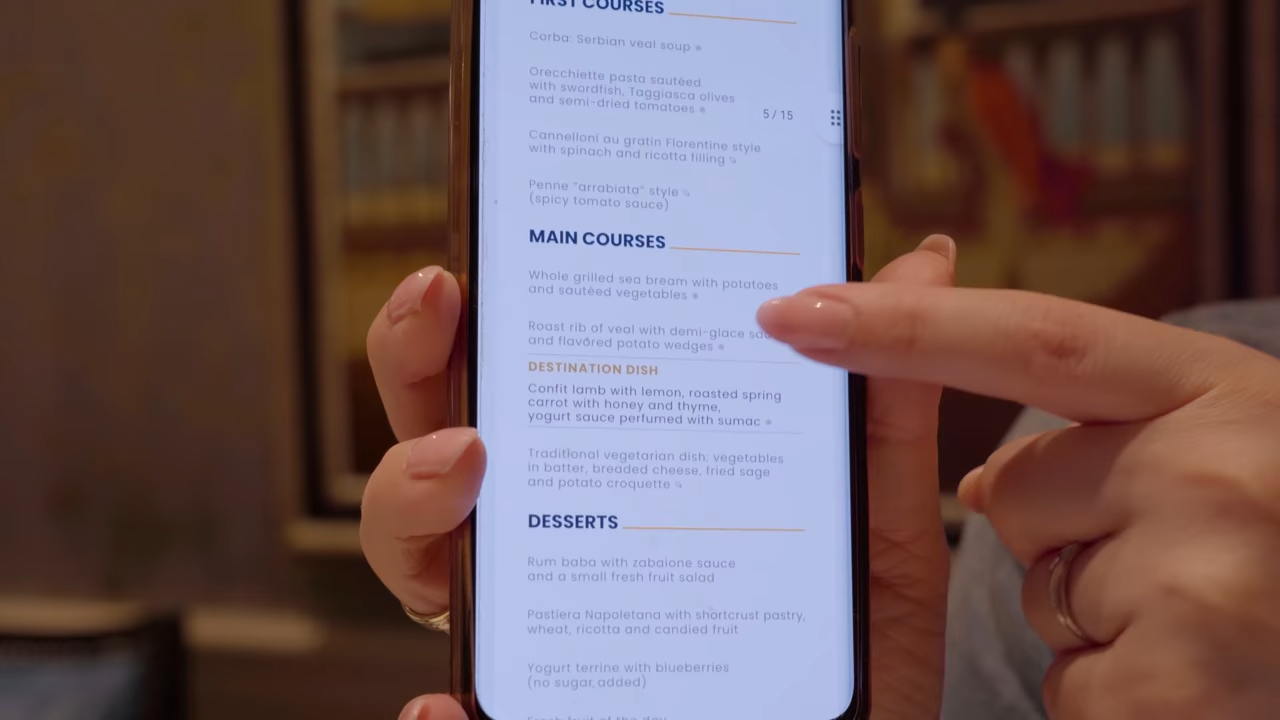 FIRST COURSES
Corba: Serbian veal soup
Orecchiette pasta sautéed
with swordfish, Taggiasca olives
and semi-dried tomatoes
5 / 15
Cannelloni au gratin Florentine style
with spinach and ricotta filling
Penne "arrabiata" style
(spicy tomato sauce)
MAIN COURSES
Whole grilled sea bream with potatoes
and sautéed vegetables
Roast rib of veal with demi-glace
and flavored potato wedges
DESTINATION DISH
Confit lamb with lemon, roasted spring
carrot with honey and thyme,
yogurt sauce perfumed with sumac
Traditional vegetarian dish: vegetables
in batter, breaded cheese, fried sage
and potato croquette
DESSERTS
Rum baba with zabaione sauce
and a small fresh fruit salad
Pastiera Napoletana with shortcrust pastry,
wheat, ricotta and candied fruit
Yogurt terrine with blueberries
(no sugar added)
Fresh fruit of the day